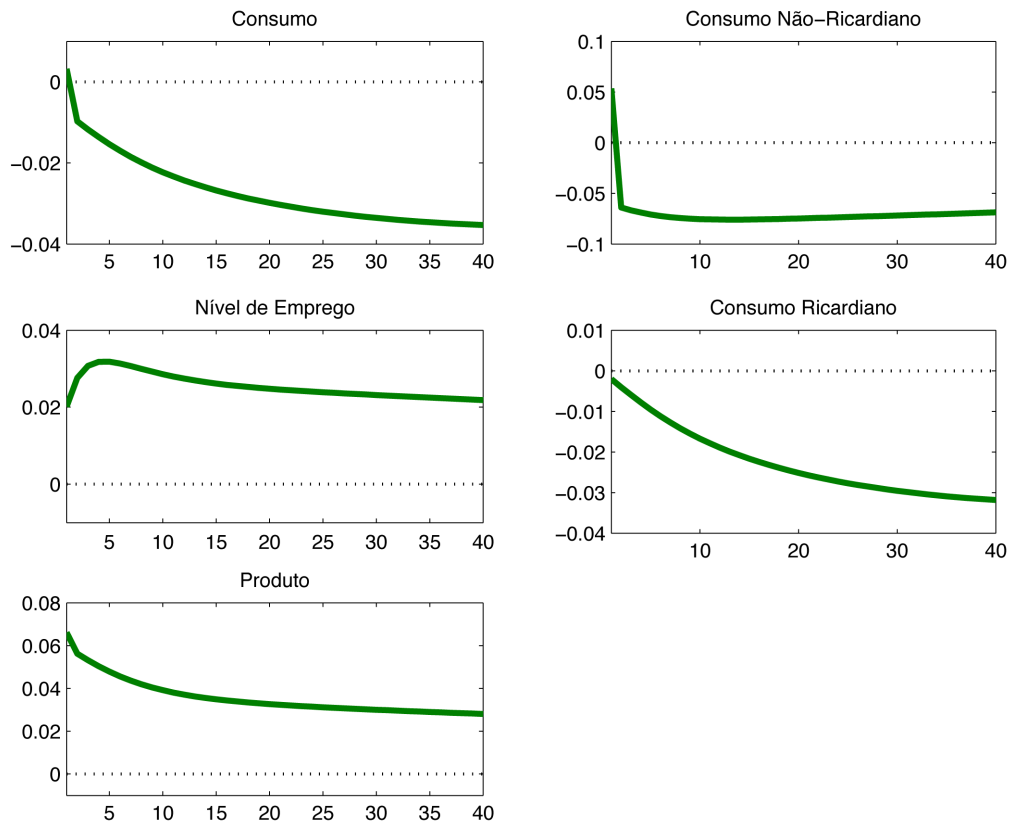 Consumo
0
−0.02
−0.04
5 10 15 20 25 30 35 40
Consumo Não−Ricardiano
0.1
0.05
0
−0.05
−0.1
10 20 30 40
Nível de Emprego
0.04
0.02
0
5 10 15 20 25 30 35 40
Consumo Ricardiano
0.01
0
−0.01
−0.02
−0.03
−0.04
10 20 30 40
Produto
0.08
0.06
0.04
0.02
0
5 10 15 20 25 30 35 40